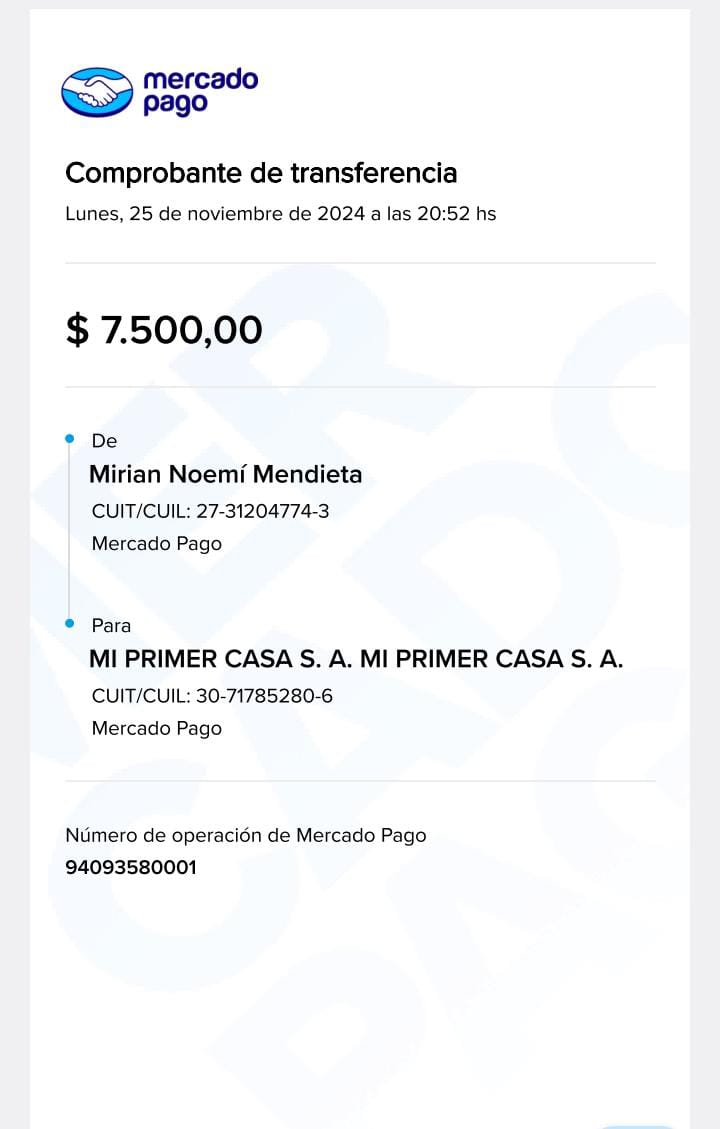 mercado
pago
Comprobante de transferencia
Lunes, 25 de noviembre de 2024 a las 20:52 hs
$ 7.500,00
De
Mirian Noemí Mendieta
CUIT/CUIL: 27-31204774-3
Mercado Pago
Para
MI PRIMER CASA S. A. MI PRIMER CASA S. A.
CUIT/CUIL: 30-71785280-6
Mercado Pago
Número de operación de Mercado Pago
94093580001
MERCADO
PAGO